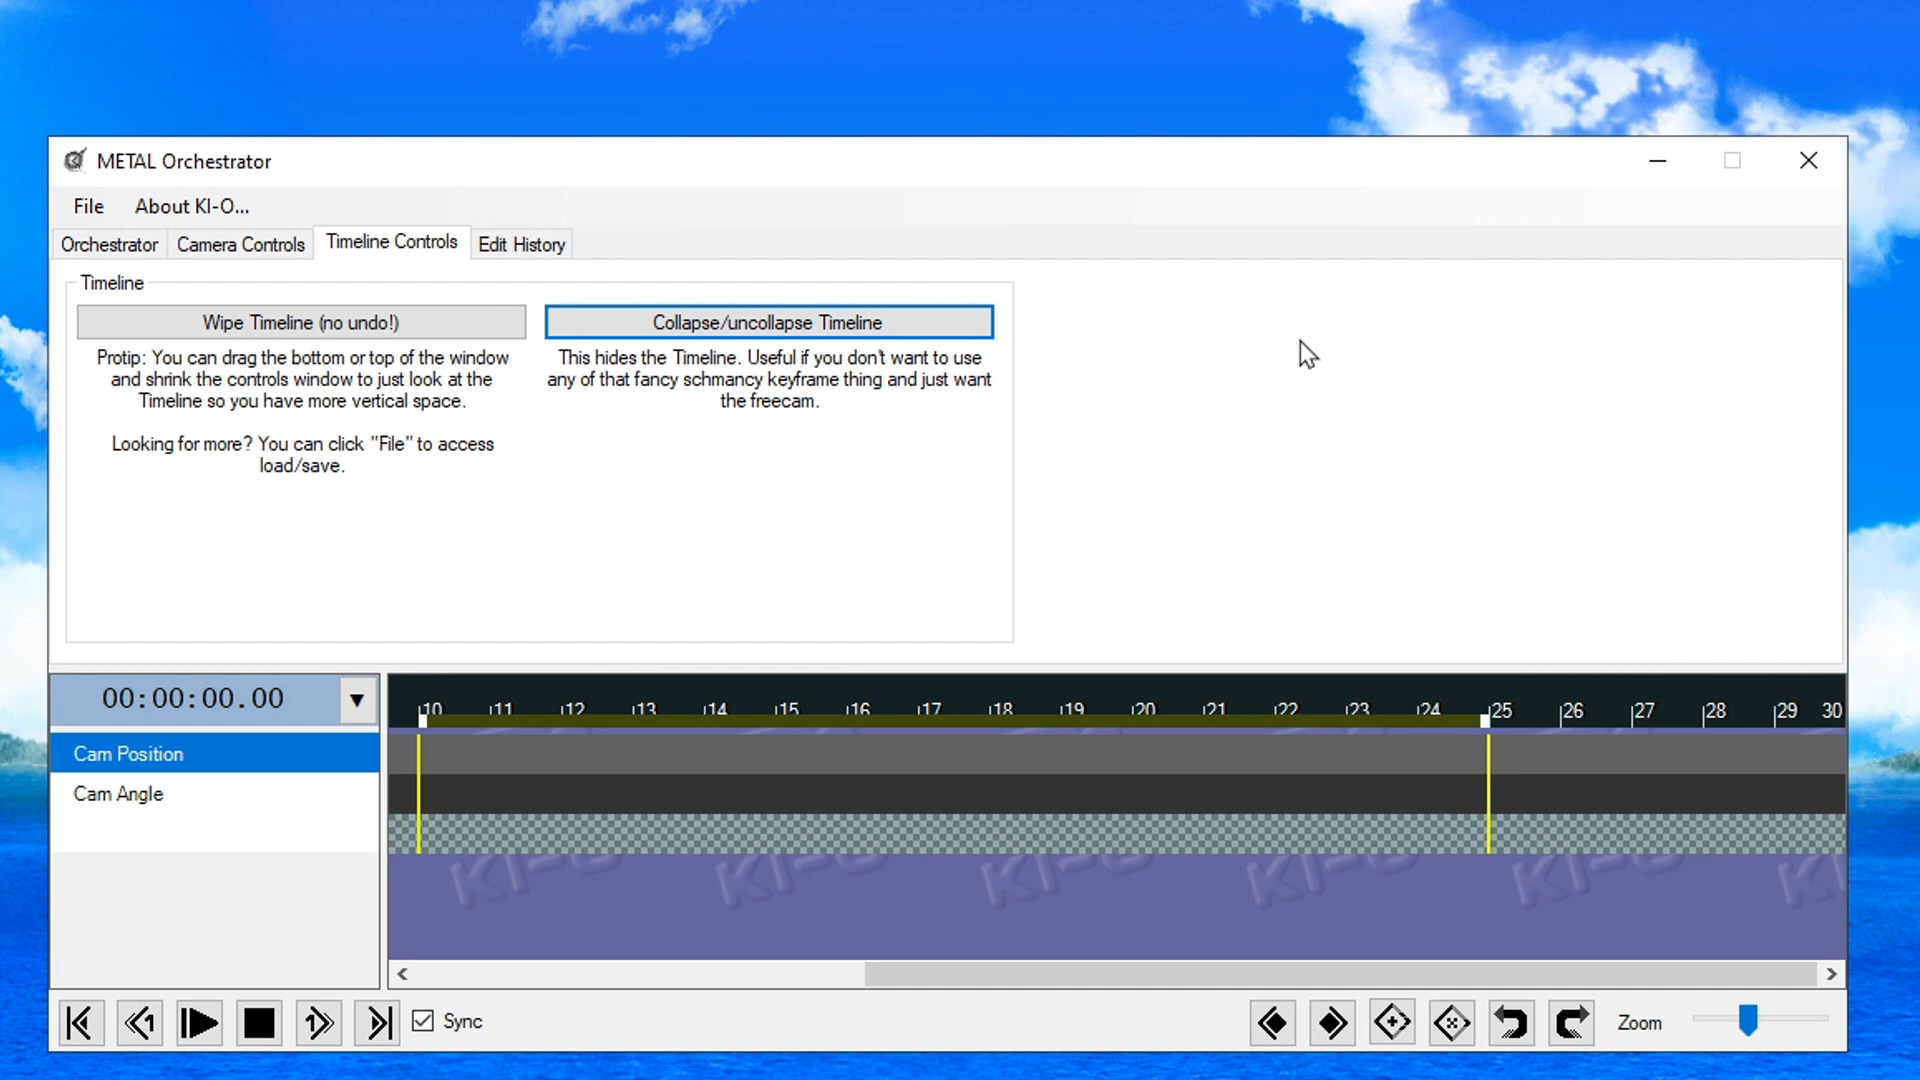 METAL Orchestrator
File About KI-O...
Orchestrator Camera Controls Timeline Controls Edit History
Timeline
Wipe Timeline (no undo!) Collapse/uncollapse Timeline
Protip: You can drag the bottom or top of the window
and shrink the controls window to just look at the
Timeline so you have more vertical space.
Looking for more? You can click "File" to access
load/save.
This hides the Timeline. Useful if you don't want to use
any of that fancy schmancy keyframe thing and just want
the freecam.
00:00:00.00
10 11 12 13 14 15 16 17 18 19 20 21 22 23 24 25 26 27 28 29 30
Cam Position
Cam Angle
1 1 Sync Zoom